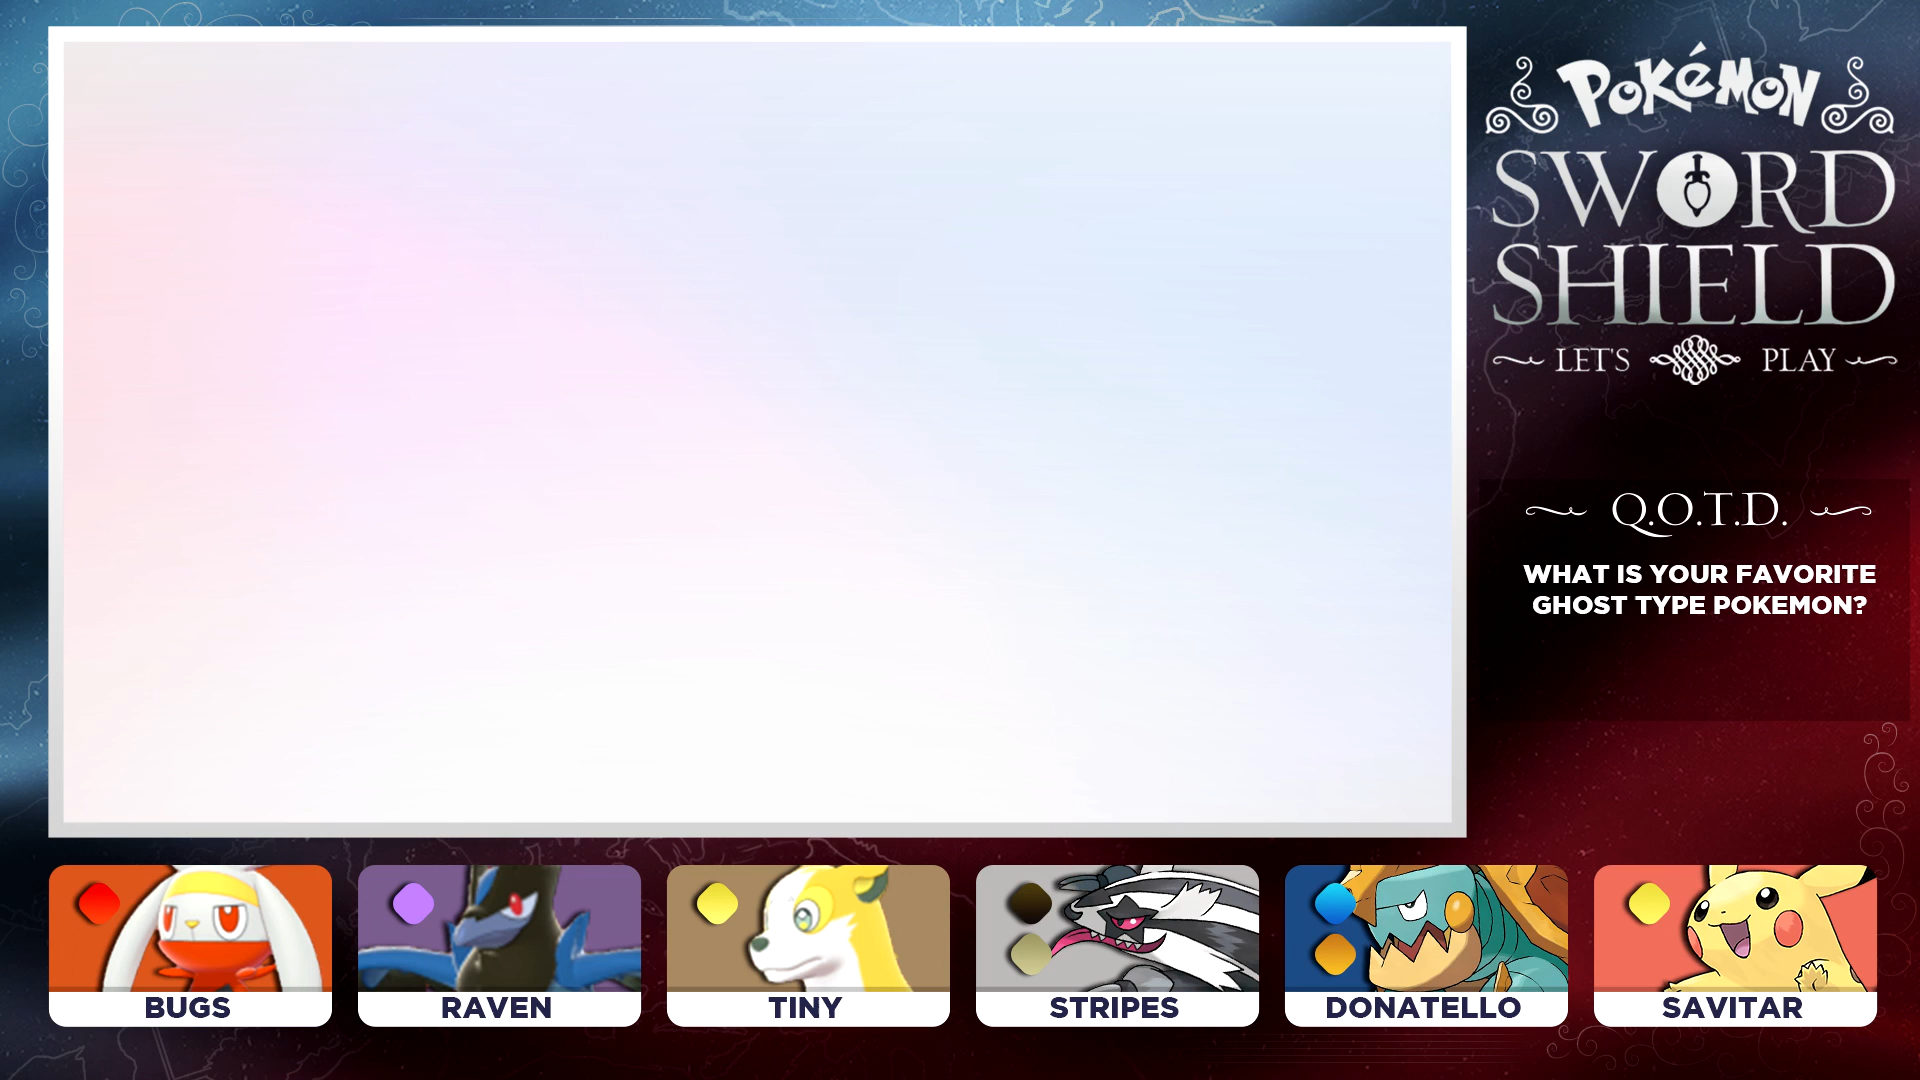 POKéMON
SWORD
SHIELD
LET'S PLAY
Q.O.T.D.
WHAT IS YOUR FAVORITE
GHOST TYPE POKEMON?
BUGS
RAVEN
TINY
STRIPES
DONATELLO
SAVITAR